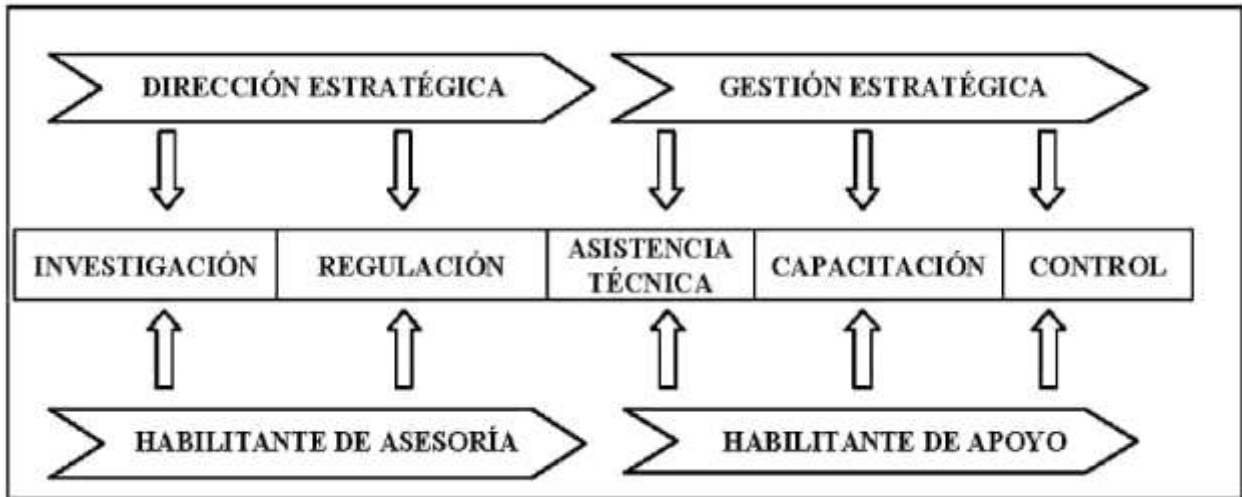 DIRECCIÓN ESTRATÉGICA
GESTIÓN ESTRATÉGICA
INVESTIGACIÓN
REGULACIÓN
ASISTENCIA
TÉCNICA
CAPACITACIÓN
CONTROL
HABILITANTE DE ASESORÍA
HABILITANTE DE APOYO